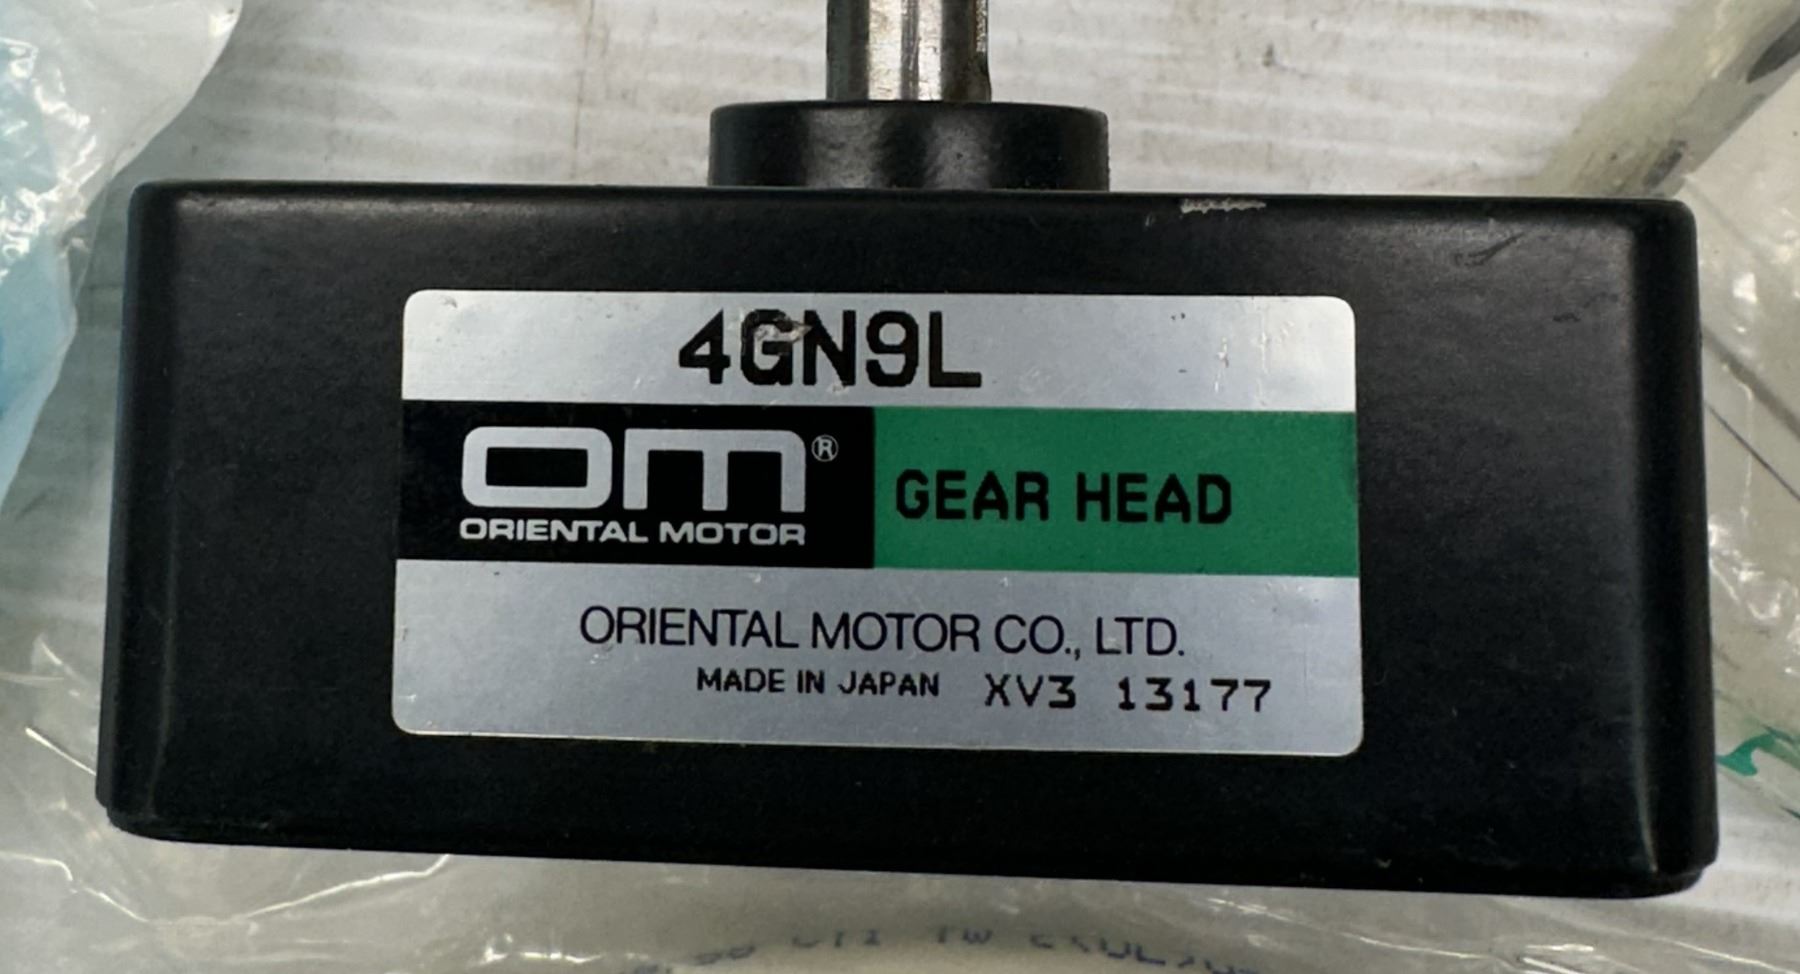 4GN9L
OM®
ORIENTAL MOTOR
GEAR HEAD
ORIENTAL MOTOR CO., LTD.
MADE IN JAPAN XV3 13177